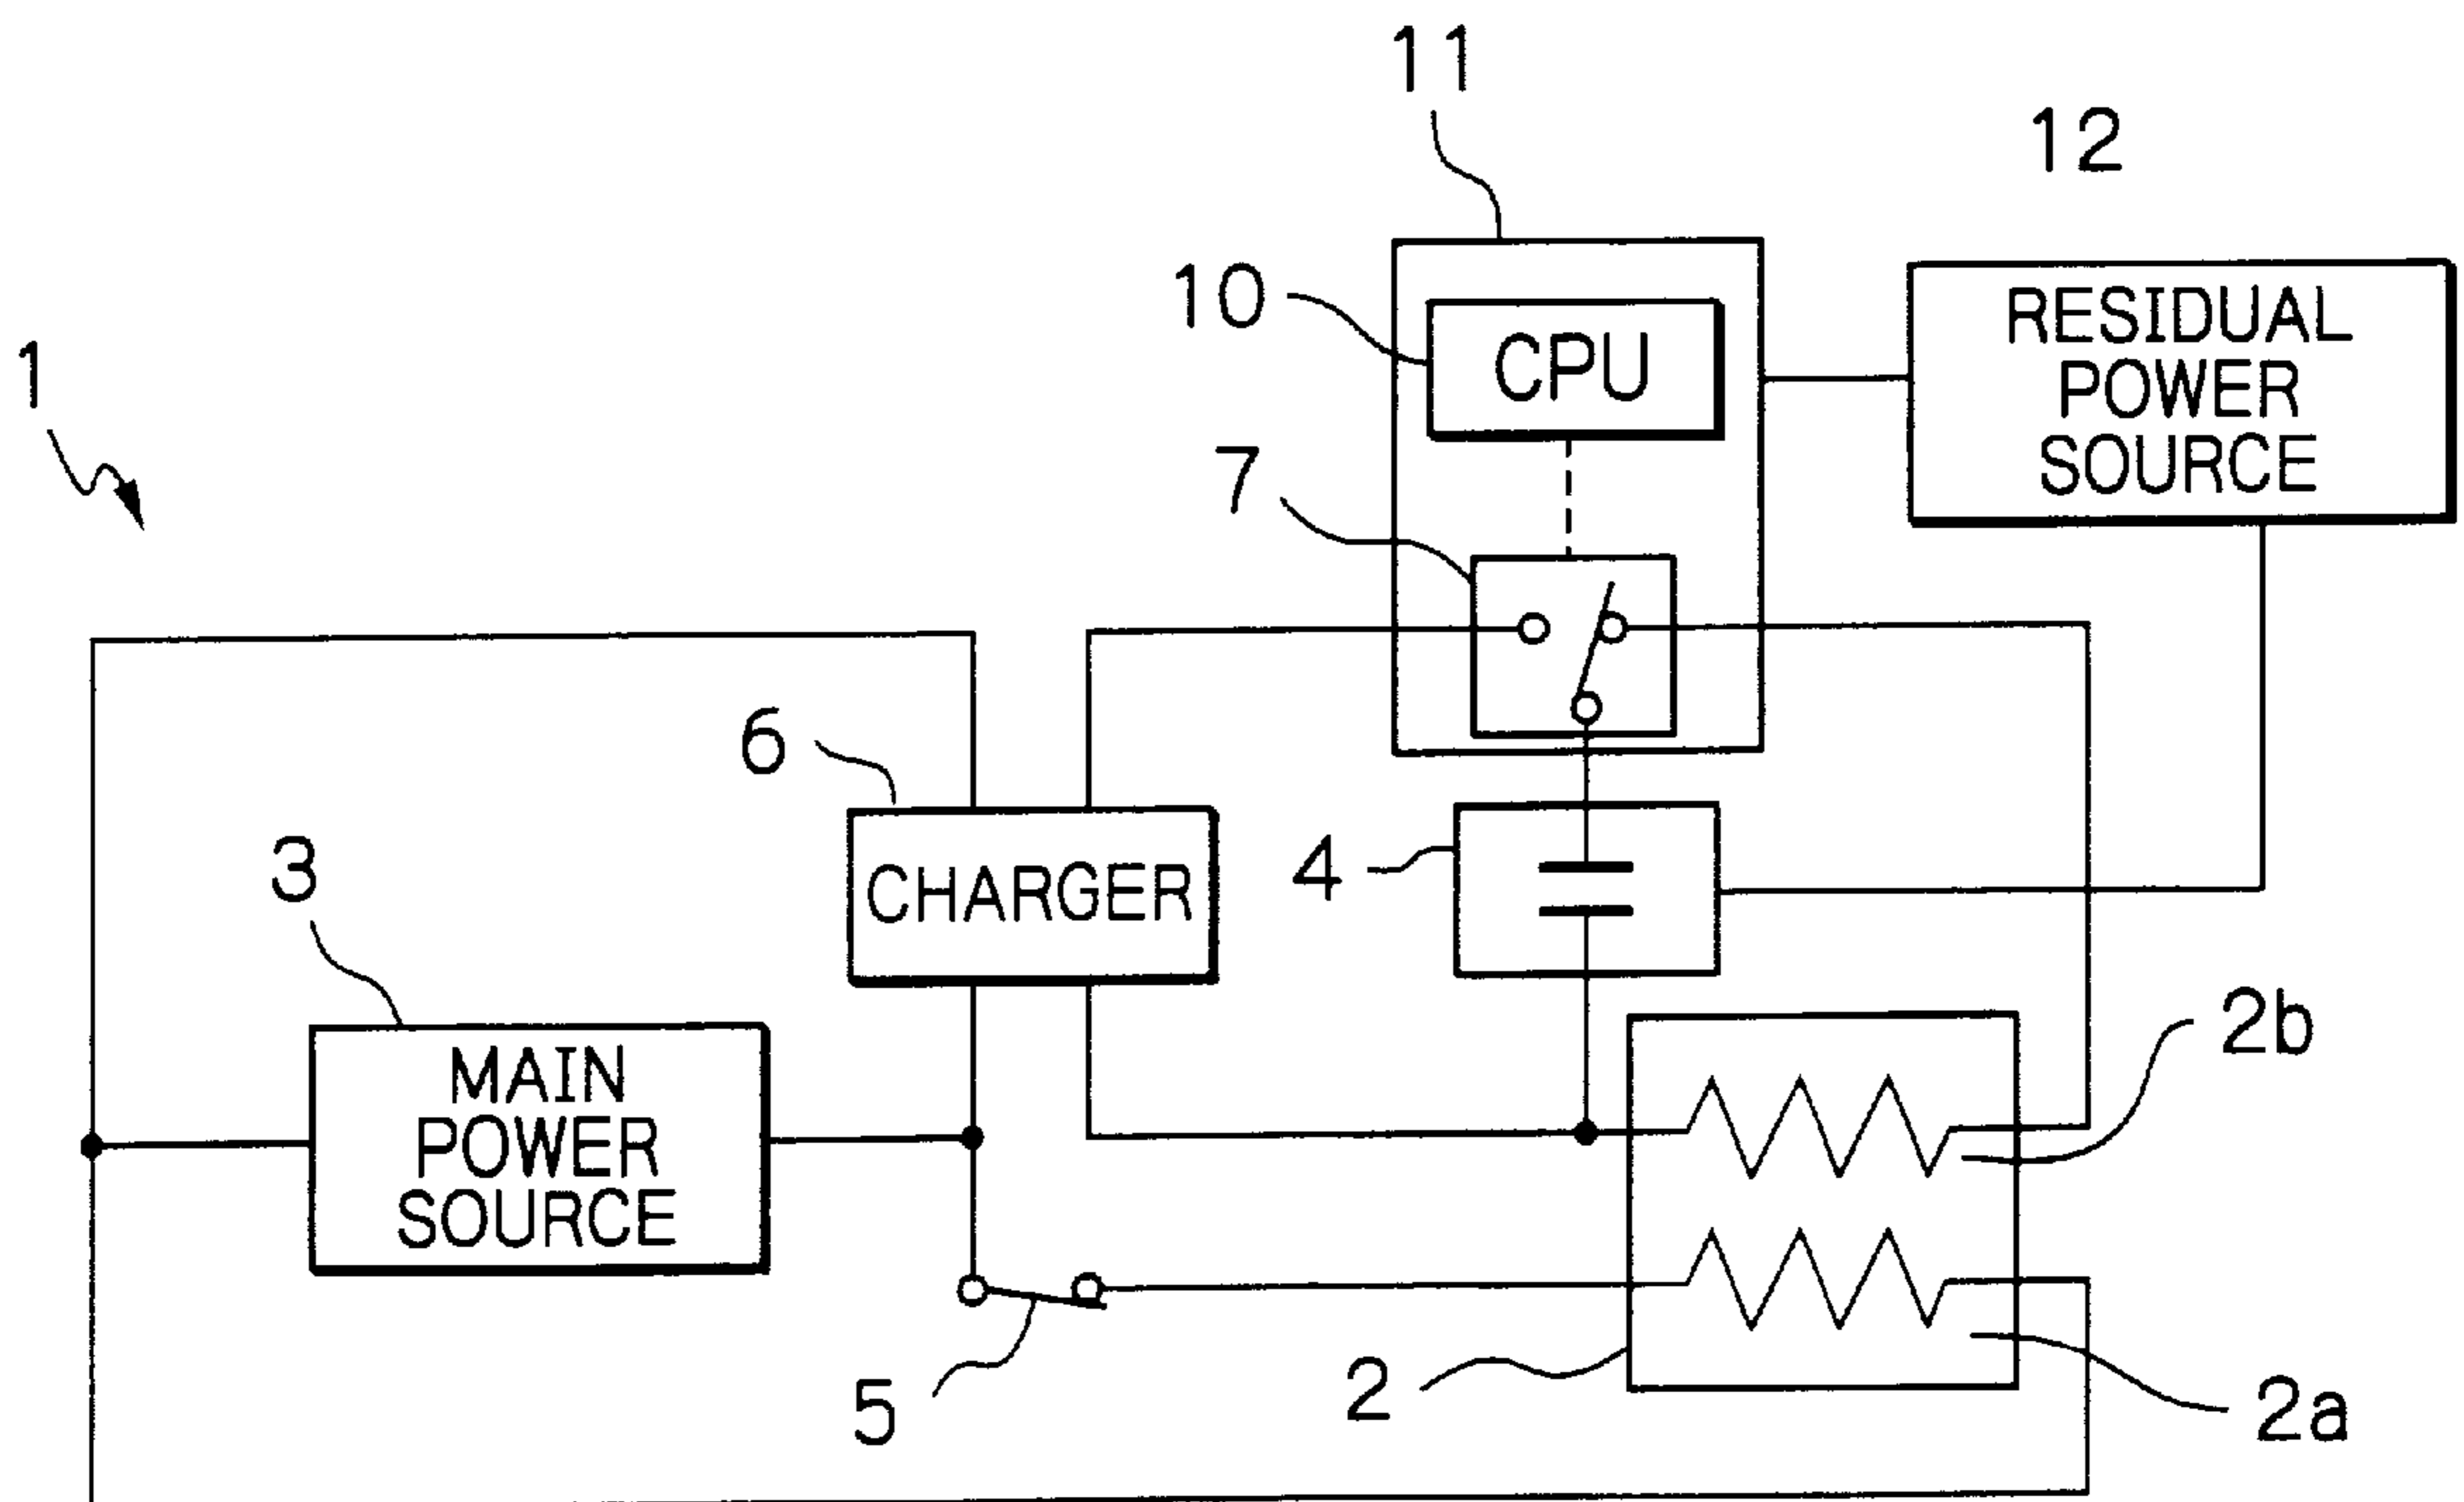 11
12
10
CPU
RESIDUAL
POWER
SOURCE
1
7
6
CHARGER
4
3
MAIN
POWER
SOURCE
2b
5
2
2a